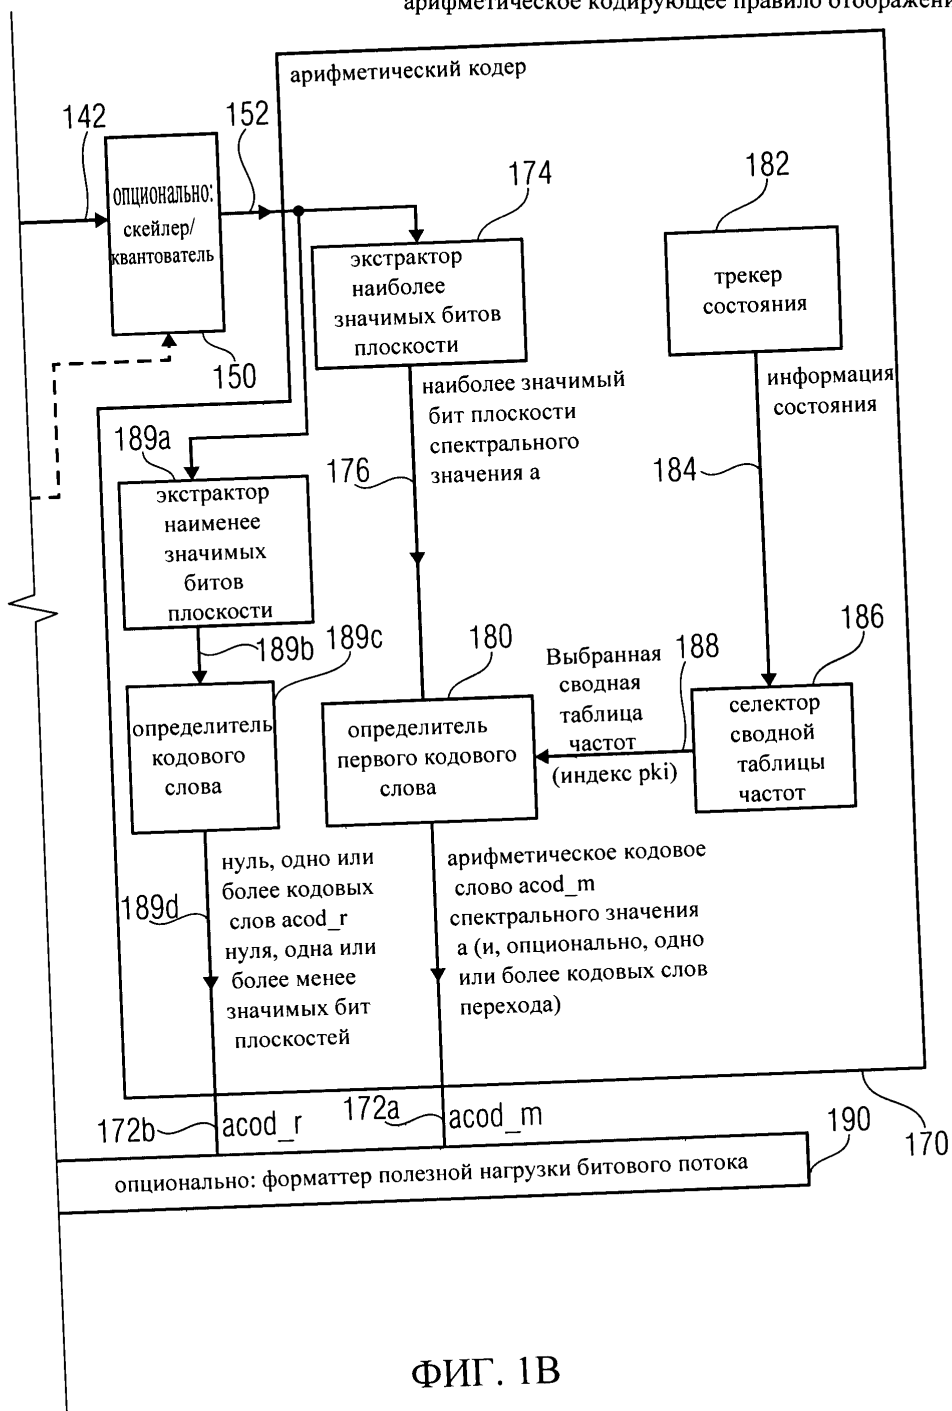 арифметическое кодирующее правило отображени
арифметический кодер
142
152
опционально:
скейлер/
квантователь
150
174
экстрактор
наиболее
значимых битов
плоскости
182
трекер
состояния
наиболее значимый
бит плоскости
спектрального
значения a
176
информация
состояния
184
189a
экстрактор
наименее
значимых
битов
плоскости
189b
189c
определитель
кодового
слова
180
определитель
первого кодового
слова
Выбранная
сводная
таблица
частот
(индекс pki)
188
186
селектор
сводной
таблицы
частот
нуль, одно или
более кодовых
слов acod_r
нуля, одна или
более менее
значимых бит
плоскостей
189d
арифметическое кодовое
слово acod_m
спектрального значения
a (и, опционально, одно
или более кодовых слов
перехода)
172b
acod_r
172a
acod_m
190
170
опционально: форматтер полезной нагрузки битового потока
ФИГ. 1В